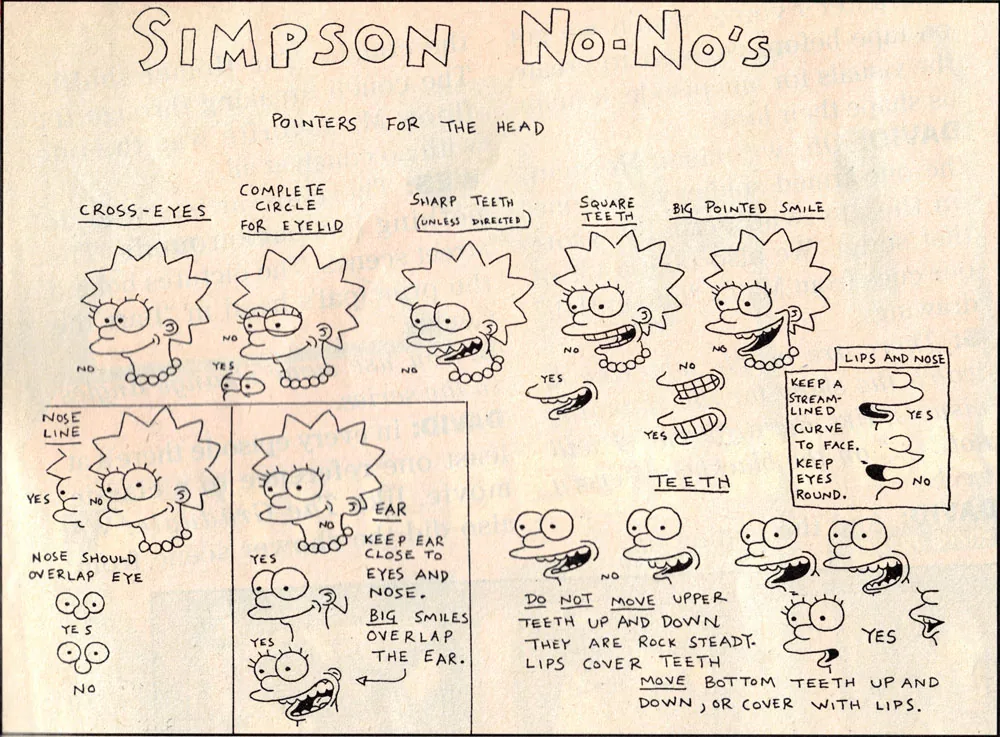 SIMPSON NO-NO'S
POINTERS FOR THE HEAD
CROSS-EYES
NO
COMPLETE
CIRCLE
FOR EYELID
NO
YES
SHARP TEETH
(UNLESS DIRECTED)
NO
SQUARE
TEETH
NO
BIG POINTED SMILE
NO
YES
NO
YES
TEETH
LIPS AND NOSE
KEEP A
STREAM-
LINED
CURVE
TO FACE.
KEEP
EYES
ROUND.
YES
NO
NOSE
LINE
YES
NO
NOSE SHOULD
OVERLAP EYE
YES
NO
NO
EAR
KEEP EAR
CLOSE TO
EYES AND
NOSE.
BIG SMILES
OVERLAP
THE EAR.
YES
YES
NO
DO NOT MOVE UPPER
TEETH UP AND DOWN
THEY ARE ROCK STEADY.
LIPS COVER TEETH
YES
MOVE BOTTOM TEETH UP AND
DOWN, OR COVER WITH LIPS.